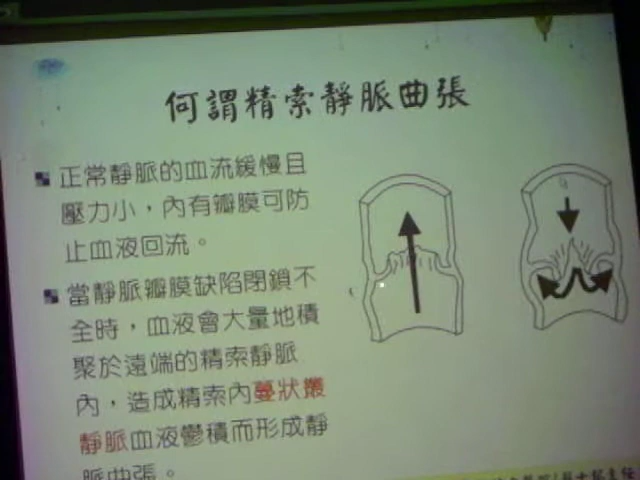 何謂精索靜脈曲張
正常靜脈的血流緩慢且
壓力小，內有瓣膜可防
止血液回流。
當靜脈瓣膜缺陷閉鎖不
全時，血液會大量地積
聚於遠端的精索靜脈
內，造成精索內蔓狀叢
靜脈血液鬱積而形成靜
脈曲張。